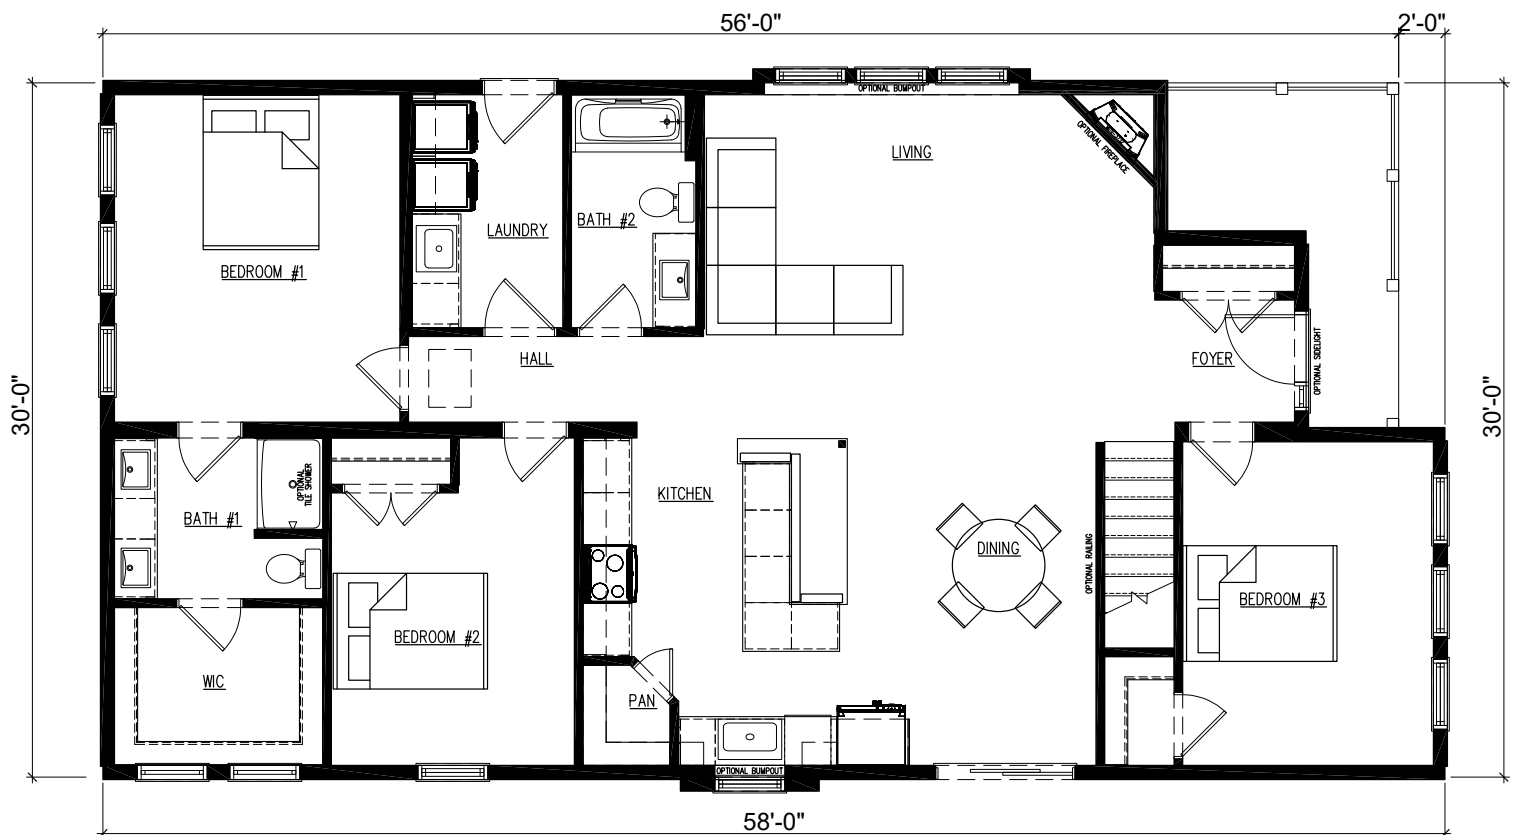 56'-0"
2'-0"
OPTIONAL BUMPOUT
LIVING
OPTIONAL FIREPLACE
BATH #2
LAUNDRY
BEDROOM #1
HALL
FOYER
OPTIONAL SIDELIGHT
30'-0"
30'-0"
OPTIONAL
TILE SHOWER
KITCHEN
BATH #1
DINING
OPTIONAL RAILING
BEDROOM #3
BEDROOM #2
WIC
PAN
OPTIONAL BUMPOUT
58'-0"